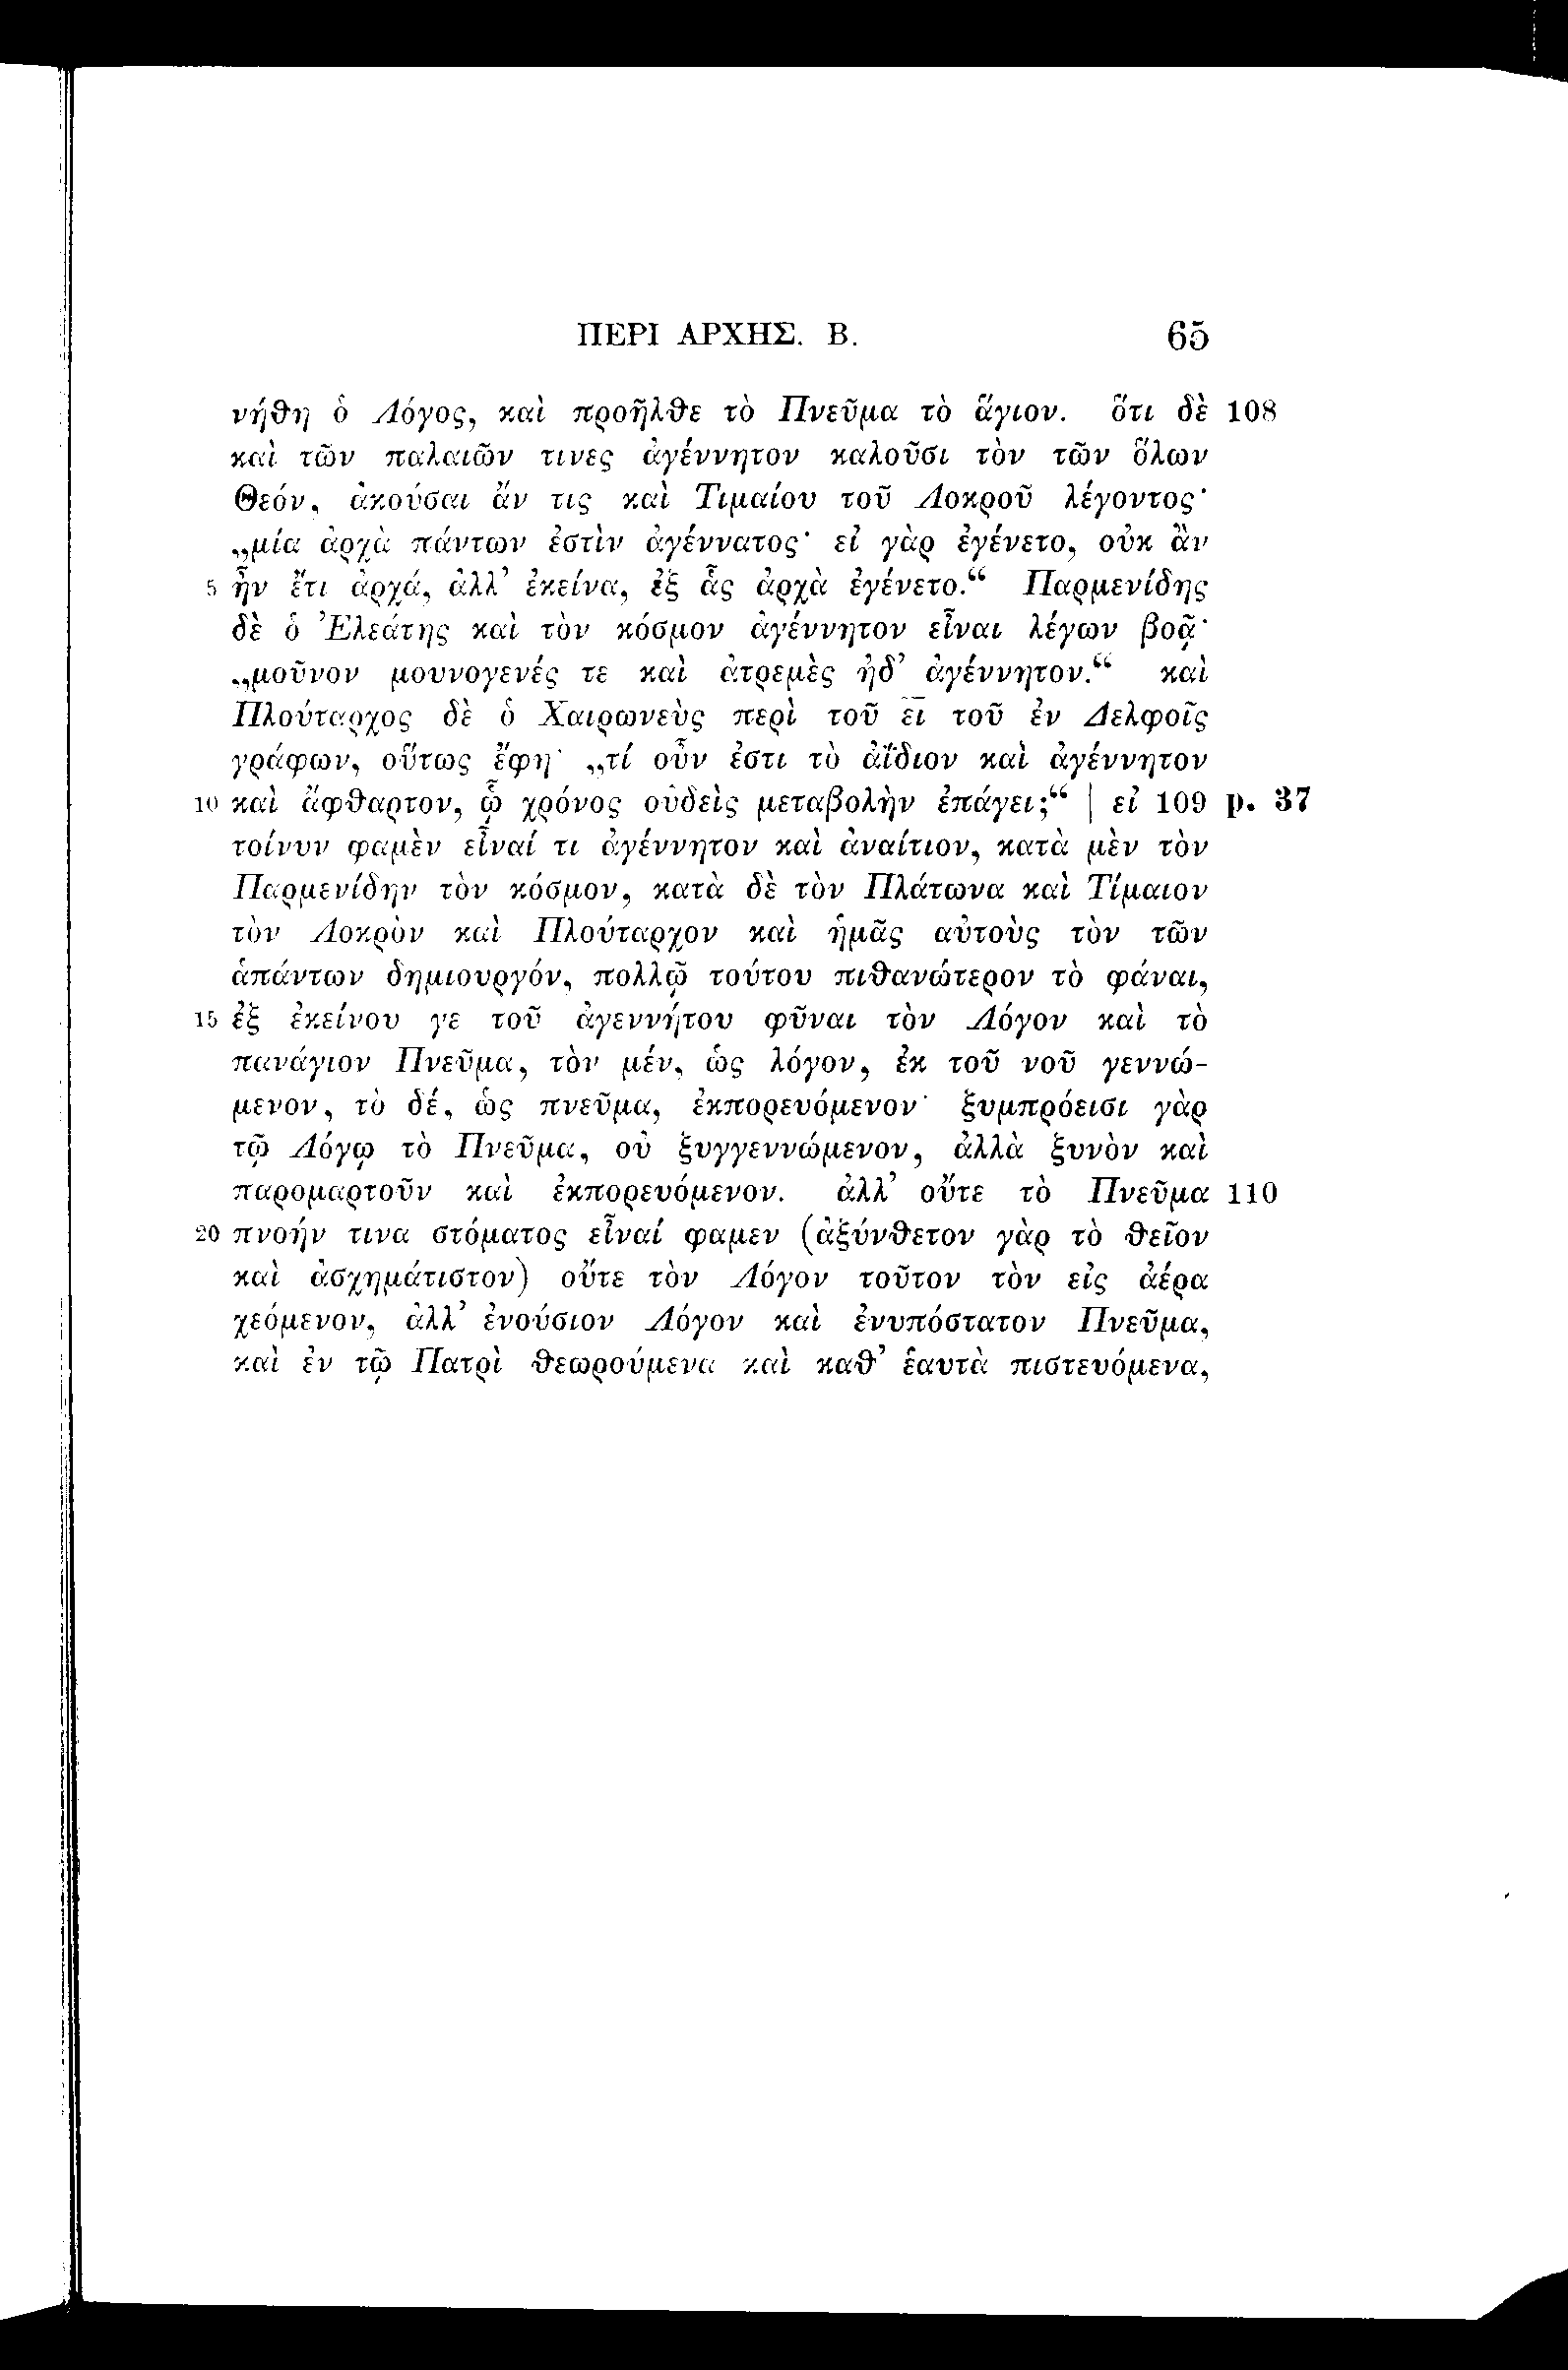 ΠΕΡΙ ΑΡΧΗΣ. Β. 65
νήθη ὁ Λόγος, καὶ προῆλθε τὸ Πνεῦμα τὸ ἅγιον. ὅτι δὲ 108
καὶ τῶν παλαιῶν τινες ἀγέννητον καλοῦσι τὸν τῶν ὅλων
Θεόν, ἀκούσαι ἄν τις καὶ Τιμαίου τοῦ Λοκροῦ λέγοντος·
„μία ἀρχὰ πάντων ἐστὶν ἀγέννατος· εἰ γὰρ ἐγένετο, οὐκ ἂν
5 ἦν ἔτι ἀρχά, ἀλλ’ ἐκείνα, ἐξ ἇς ἀρχὰ ἐγένετο.“ Παρμενίδης
δὲ ὁ Ἐλεάτης καὶ τὸν κόσμον ἀγέννητον εἶναι λέγων βοᾷ·
„μοῦνον μουνογενές τε καὶ ἀτρεμὲς ἠδ’ ἀγέννητον.“ καὶ
Πλούταρχος δὲ ὁ Χαιρωνεὺς περὶ τοῦ εῖ τοῦ ἐν Δελφοῖς
γράφων, οὕτως ἔφη· „τί οὖν ἐστι τὸ ἀΐδιον καὶ ἀγέννητον
10 καὶ ἄφθαρτον, ᾧ χρόνος οὐδεὶς μεταβολὴν ἐπάγει;“ | εἰ 109 p. 37
τοίνυν φαμὲν εἶναί τι ἀγέννητον καὶ ἀναίτιον, κατὰ μὲν τὸν
Παρμενίδην τὸν κόσμον, κατὰ δὲ τὸν Πλάτωνα καὶ Τίμαιον
τὸν Λοκρὸν καὶ Πλούταρχον καὶ ἡμᾶς αὐτοὺς τὸν τῶν
ἁπάντων δημιουργόν, πολλῷ τούτου πιθανώτερον τὸ φάναι,
15 ἐξ ἐκείνου γε τοῦ ἀγεννήτου φῦναι τὸν Λόγον καὶ τὸ
πανάγιον Πνεῦμα, τὸν μέν, ὡς λόγον, ἐκ τοῦ νοῦ γεννώ-
μενον, τὸ δέ, ὡς πνεῦμα, ἐκπορευόμενον· ξυμπρόεισι γὰρ
τῷ Λόγῳ τὸ Πνεῦμα, οὐ ξυγγεννώμενον, ἀλλὰ ξυνὸν καὶ
παρομαρτοῦν καὶ ἐκπορευόμενον. ἀλλ’ οὔτε τὸ Πνεῦμα 110
20 πνοήν τινα στόματος εἶναί φαμεν (ἀξύνθετον γὰρ τὸ θεῖον
καὶ ἀσχημάτιστον) οὔτε τὸν Λόγον τοῦτον τὸν εἰς ἀέρα
χεόμενον, ἀλλ’ ἐνούσιον Λόγον καὶ ἐνυπόστατον Πνεῦμα,
καὶ ἐν τῷ Πατρὶ θεωρούμενα καὶ καθ’ ἑαυτὰ πιστευόμενα,